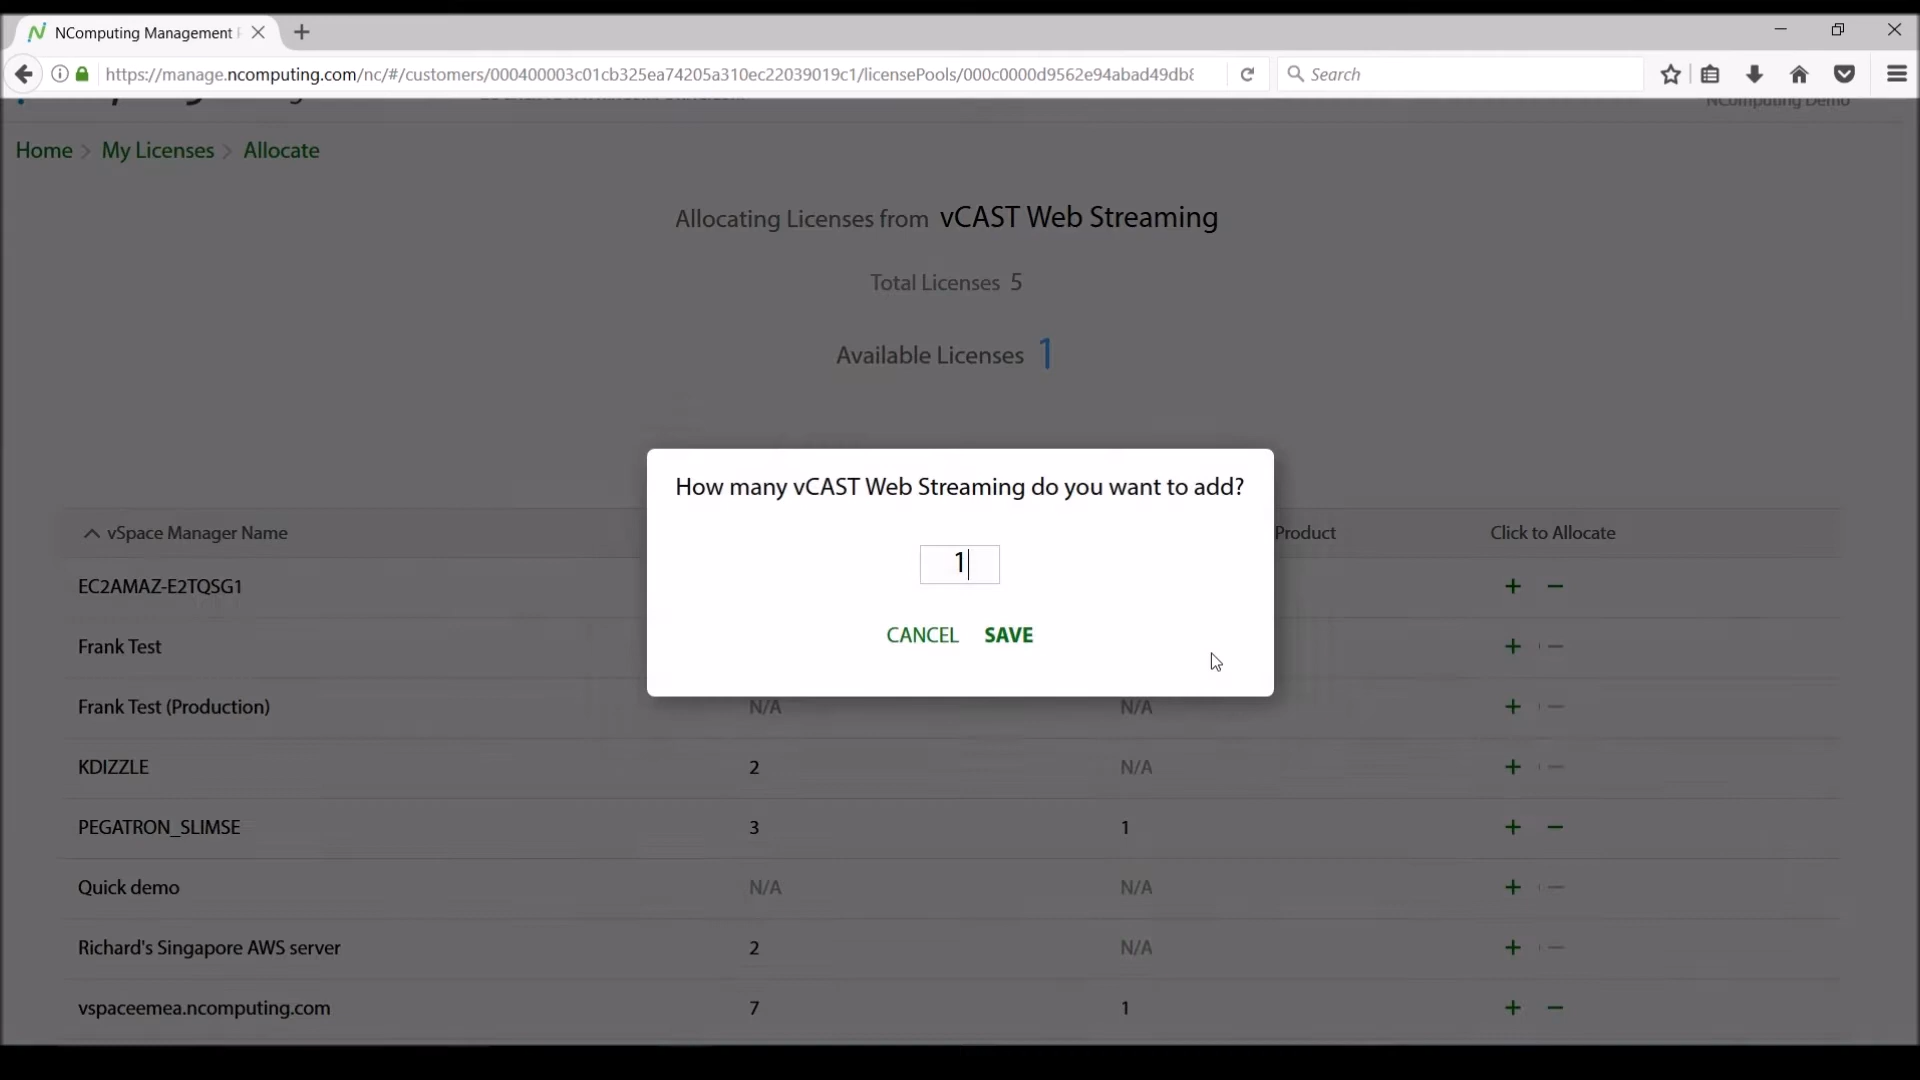 NComputing Management
https://manage.ncomputing.com/nc/#/customers/000400003c01cb325ea74205a310ec22039019c1/licensePools/000c0000d9562e94abad49db8
Search
NComputing Demo
Home > My Licenses > Allocate
Allocating Licenses from vCAST Web Streaming
Total Licenses 5
Available Licenses 1
How many vCAST Web Streaming do you want to add?
1
CANCEL SAVE
vSpace Manager Name Product Click to Allocate
EC2AMAZ-E2TQSG1 + −
Frank Test + −
Frank Test (Production) N/A N/A + −
KDIZZLE 2 N/A + −
PEGATRON_SLIMSE 3 1 + −
Quick demo N/A N/A + −
Richard's Singapore AWS server 2 N/A + −
vspaceemea.ncomputing.com 7 1 + −